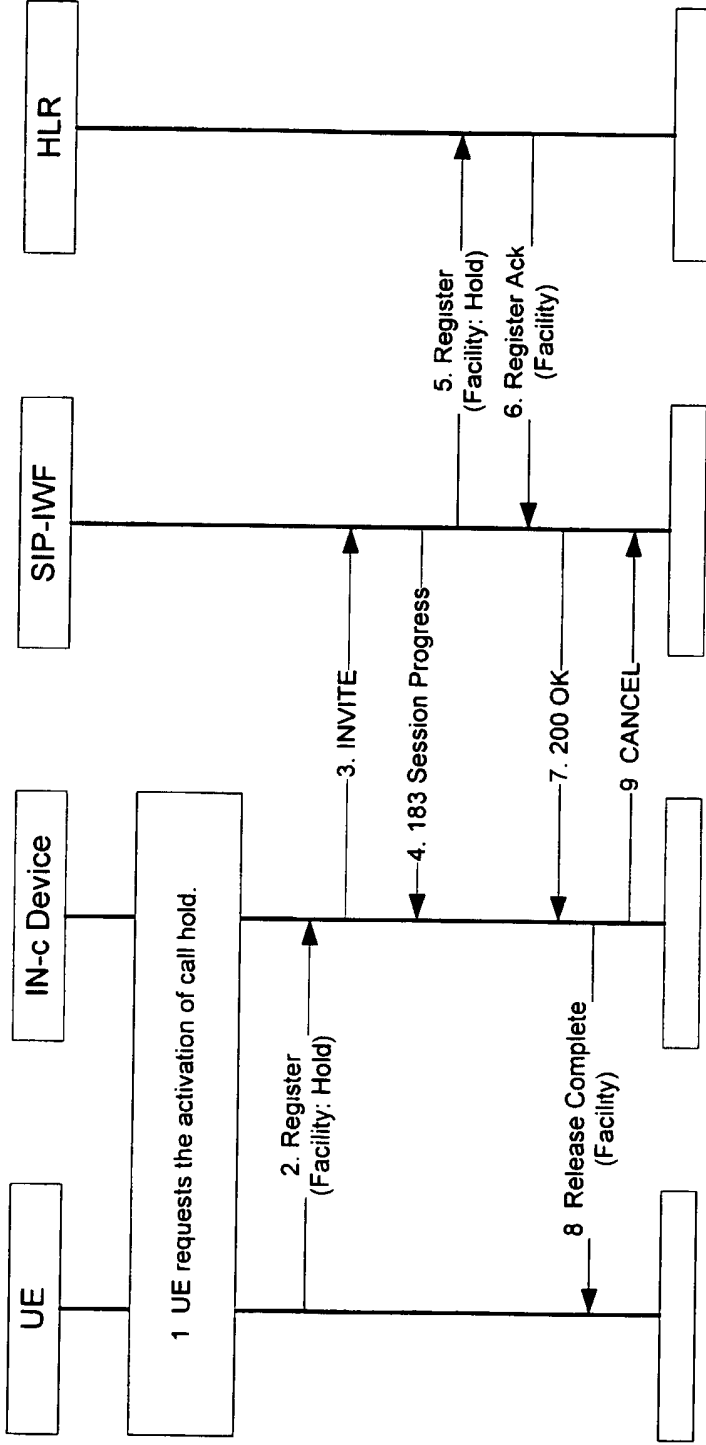 UE
IN-c Device
SIP-IWF
HLR
1 UE requests the activation of call hold.
2. Register
(Facility: Hold)
3. INVITE
4. 183 Session Progress
5. Register
(Facility: Hold)
6. Register Ack
(Facility)
7. 200 OK
8 Release Complete
(Facility)
9 CANCEL